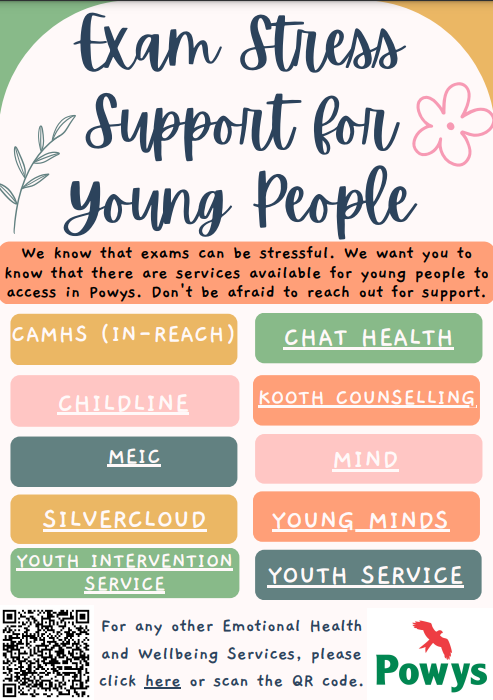 Exam Stress
Support for
Young People
We know that exams can be stressful. We want you to
know that there are services available for young people to
access in Powys. Don't be afraid to reach out for support.
CAMHS (IN-REACH)
CHAT HEALTH
CHILDLINE
KOOTH COUNSELLING
MEIC
MIND
SILVERCLOUD
YOUNG MINDS
YOUTH INTERVENTION
SERVICE
YOUTH SERVICE
For any other Emotional Health
and Wellbeing Services, please
click here or scan the QR code.
Powys